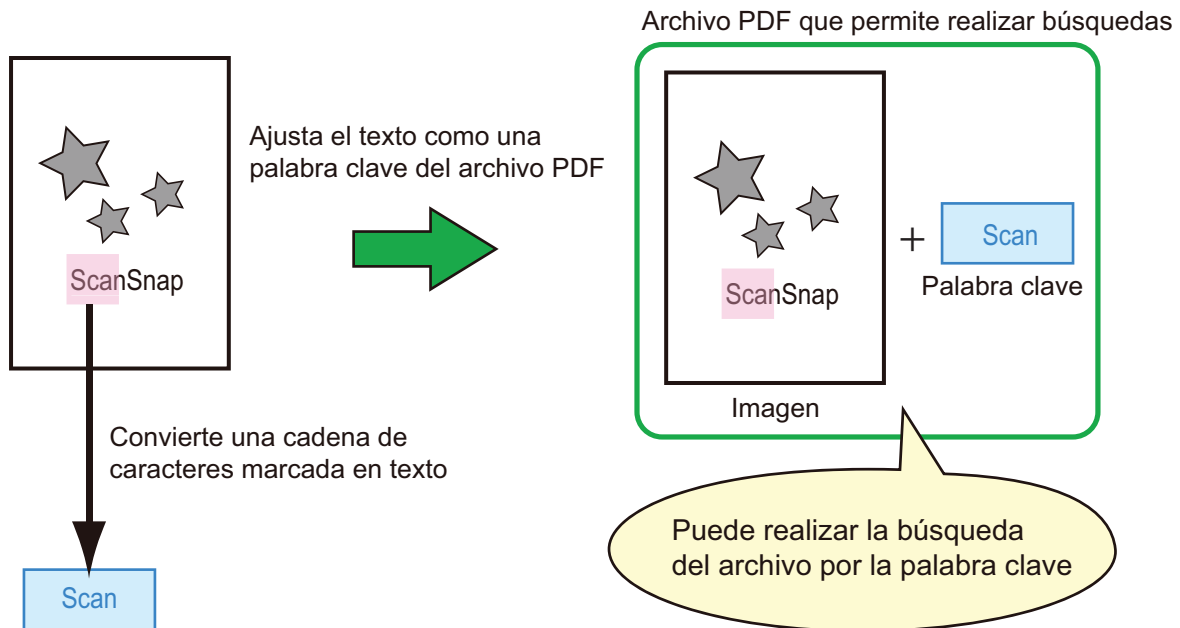 Archivo PDF que permite realizar búsquedas
Ajusta el texto como una
palabra clave del archivo PDF
ScanSnap
ScanSnap
+
Scan
Palabra clave
Imagen
Convierte una cadena de
caracteres marcada en texto
Scan
Puede realizar la búsqueda
del archivo por la palabra clave